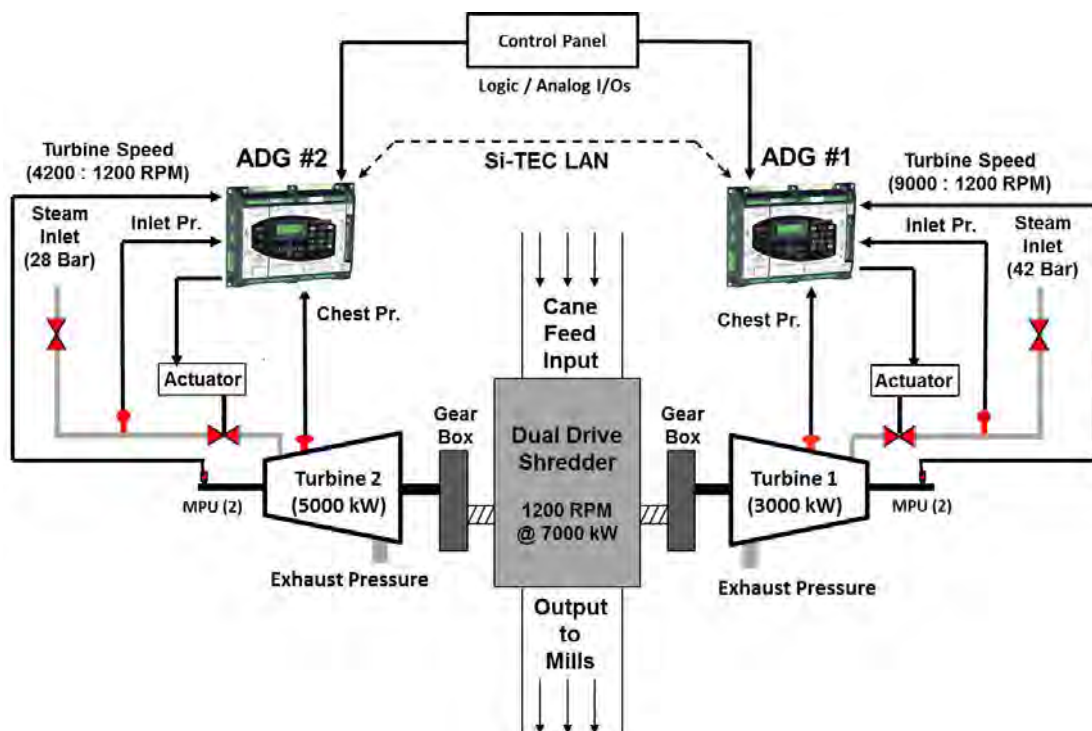 Control Panel
Logic / Analog I/Os
Si-TEC LAN
Turbine Speed
(4200 : 1200 RPM)
ADG #2
Steam
Inlet
(28 Bar)
Inlet Pr.
Chest Pr.
Actuator
MPU (2)
Turbine 2
(5000 kW)
Exhaust Pressure
Gear
Box
Cane
Feed
Input
Dual Drive
Shredder
1200 RPM
@ 7000 kW
Output
to
Mills
ADG #1
Turbine Speed
(9000 : 1200 RPM)
Inlet Pr.
Steam
Inlet
(42 Bar)
Chest Pr.
Actuator
Gear
Box
Turbine 1
(3000 kW)
MPU (2)
Exhaust Pressure